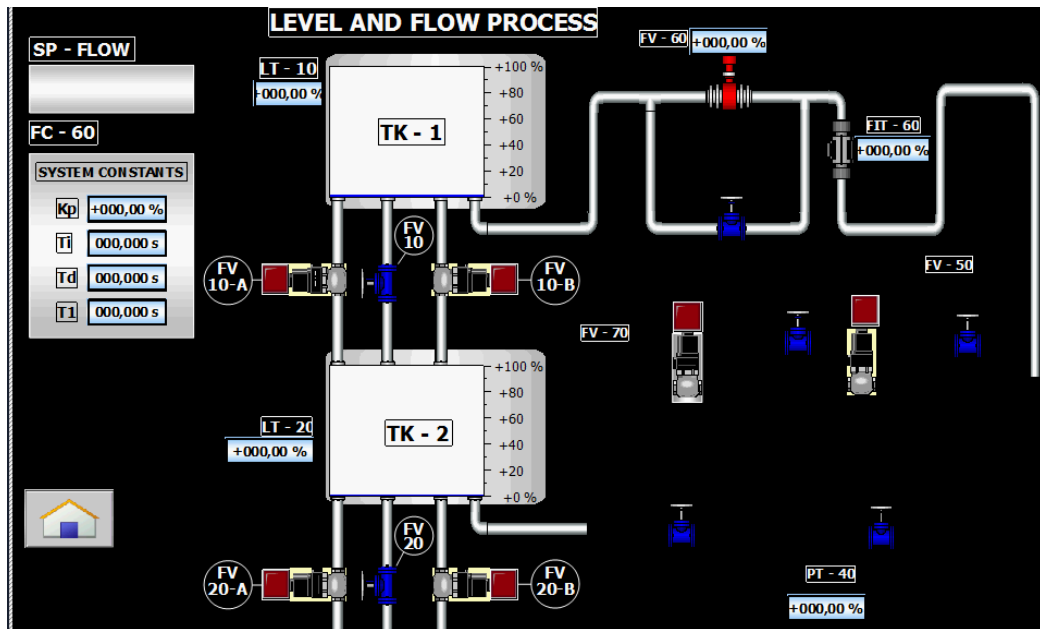 LEVEL AND FLOW PROCESS
SP - FLOW
FC - 60
SYSTEM CONSTANTS
Kp +000,00 %
Ti 000,000 s
Td 000,000 s
T1 000,000 s
LT - 10
+000,00 %
TK - 1
+100 %
+80
+60
+40
+20
+0 %
FV - 60
+000,00 %
FIT - 60
+000,00 %
FV
10
FV
10-A
FV
10-B
FV - 50
FV - 70
LT - 20
+000,00 %
TK - 2
+100 %
+80
+60
+40
+20
+0 %
FV
20
FV
20-A
FV
20-B
PT - 40
+000,00 %